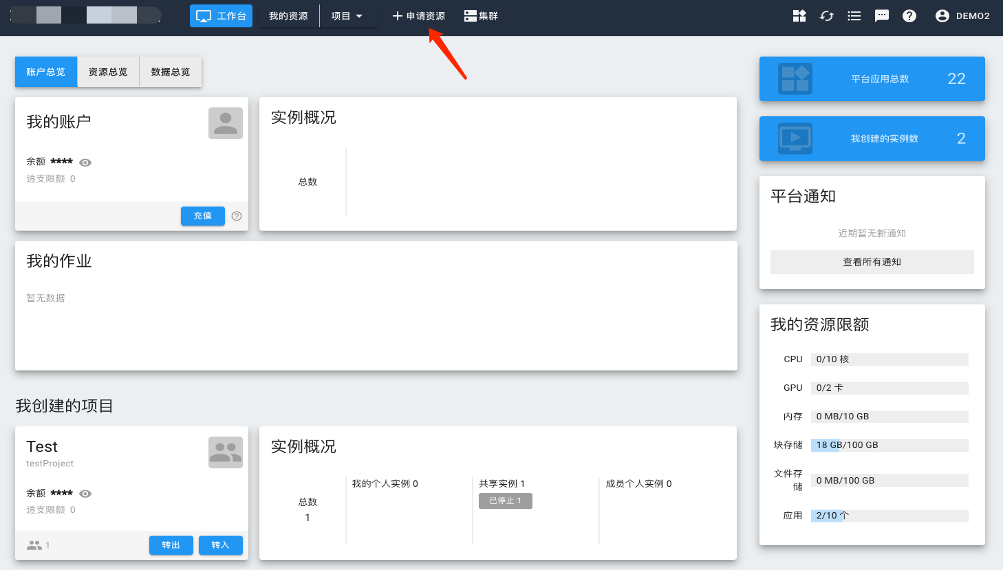 工作台 我的资源 项目 申请资源 集群 DEMO2
账户总览 资源总览 数据总览
我的账户
余额 ****
透支限额 0
充值
实例概况
总数
我的作业
暂无数据
我创建的项目
Test
testProject
余额 ****
透支限额 0
1
转出 转入
实例概况
总数
1
我的个人实例 0
共享实例 1
已停止 1
成员个人实例 0
平台应用总数 22
我创建的实例数 2
平台通知
近期暂无新通知
查看所有通知
我的资源限额
CPU 0/10 核
GPU 0/2 卡
内存 0 MB/10 GB
块存储 18 GB/100 GB
文件存
储 0 MB/100 GB
应用 2/10 个